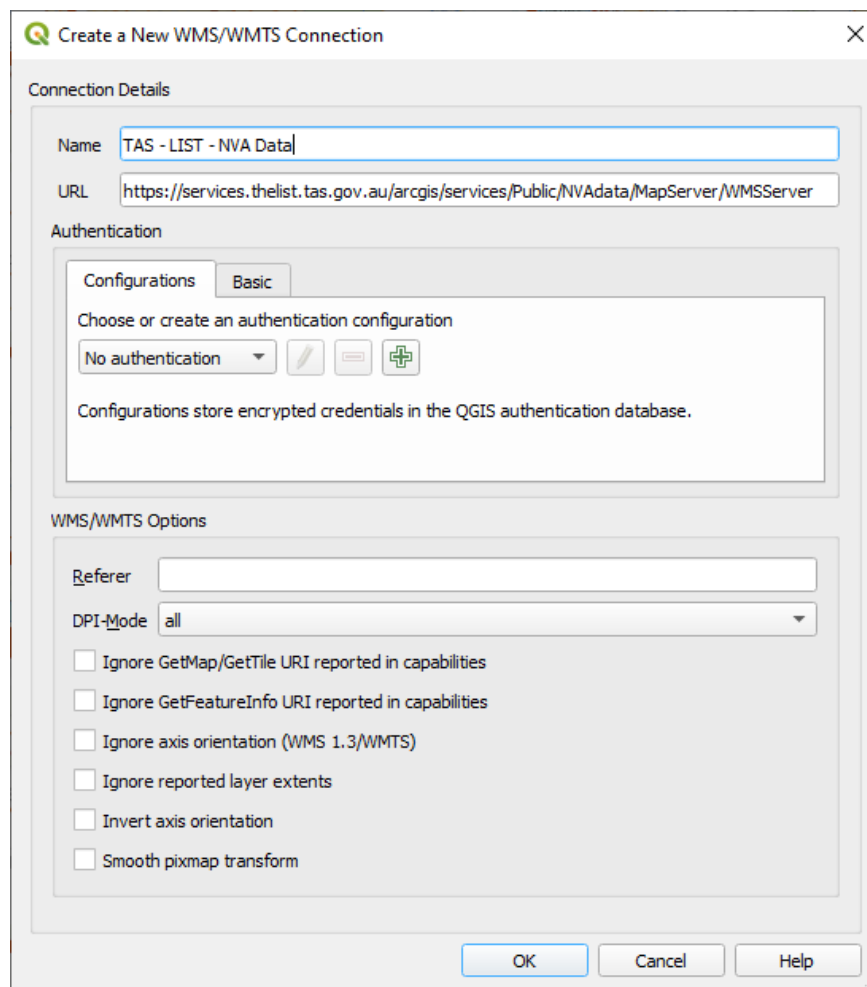 Create a New WMS/WMTS Connection
Connection Details
Name TAS - LIST - NVA Data
URL https://services.thelist.tas.gov.au/arcgis/services/Public/NVAdata/MapServer/WMSServer
Authentication
Configurations Basic
Choose or create an authentication configuration
No authentication
Configurations store encrypted credentials in the QGIS authentication database.
WMS/WMTS Options
Referer
DPI-Mode all
Ignore GetMap/GetTile URI reported in capabilities
Ignore GetFeatureInfo URI reported in capabilities
Ignore axis orientation (WMS 1.3/WMTS)
Ignore reported layer extents
Invert axis orientation
Smooth pixmap transform
OK Cancel Help